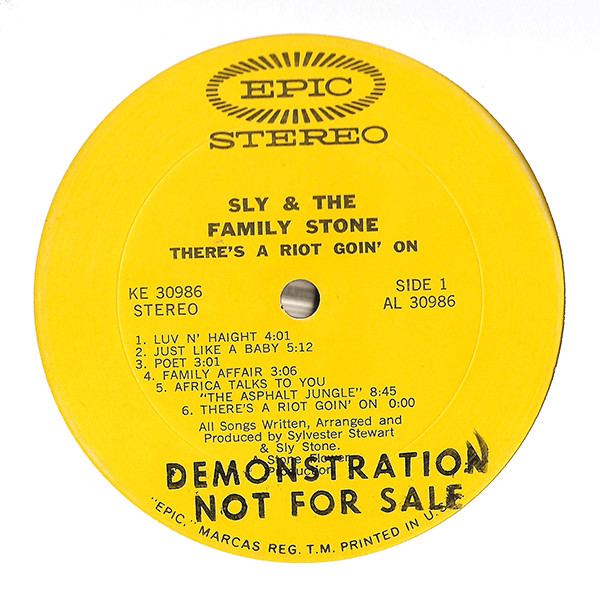 EPIC
STEREO
SLY & THE
FAMILY STONE
THERE'S A RIOT GOIN' ON
KE 30986
STEREO
SIDE 1
AL 30986
1. LUV N' HAIGHT 4:01
2. JUST LIKE A BABY 5:12
3. POET 3:01
4. FAMILY AFFAIR 3:06
5. AFRICA TALKS TO YOU
"THE ASPHALT JUNGLE" 8:45
6. THERE'S A RIOT GOIN' ON 0:00
All Songs Written, Arranged and
Produced by Sylvester Stewart
& Sly Stone.
A Stone Flower
Production
DEMONSTRATION
NOT FOR SALE
"EPIC," MARCAS REG. T.M. PRINTED IN U.S.